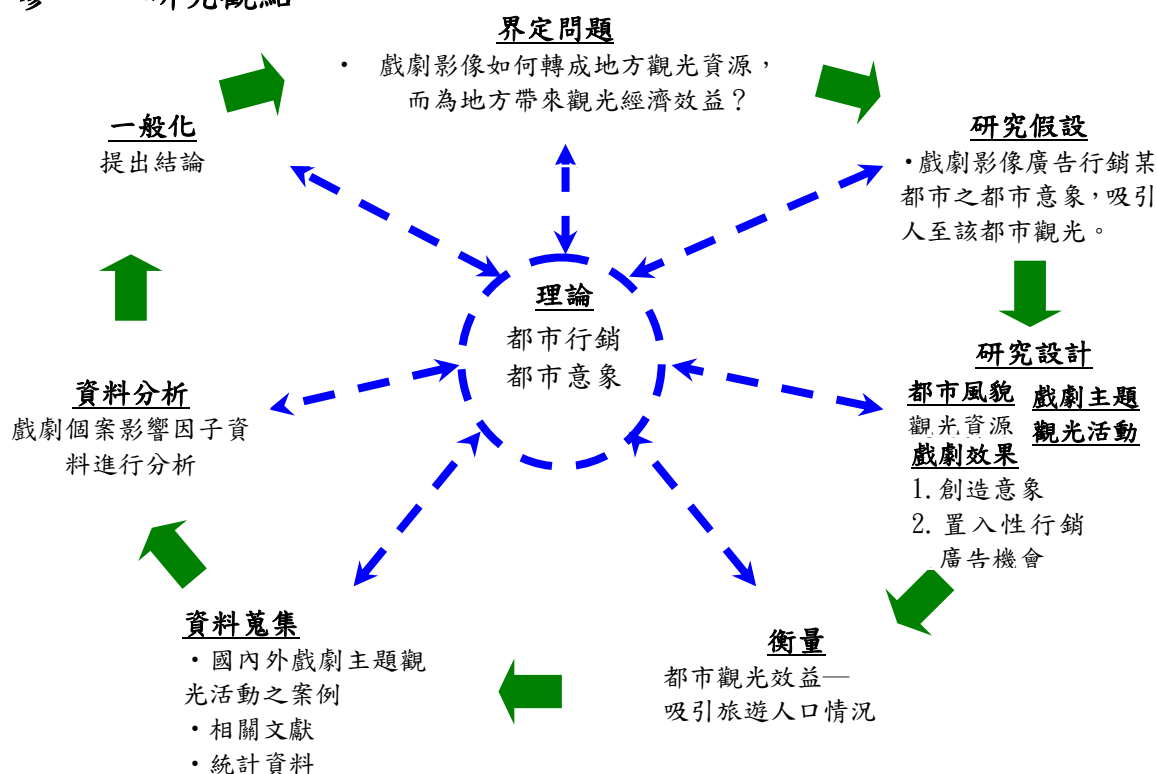 界定問題
• 戲劇影像如何轉成地方觀光資源，
而為地方帶來觀光經濟效益？
一般化
提出結論
研究假設
•戲劇影像廣告行銷某
都市之都市意象，吸引
人至該都市觀光。
理論
都市行銷
都市意象
研究設計
都市風貌
觀光資源
戲劇主題
觀光活動
戲劇效果
1. 創造意象
2. 置入性行銷
廣告機會
資料分析
戲劇個案影響因子資
料進行分析
資料蒐集
•國內外戲劇主題觀
光活動之案例
•相關文獻
•統計資料
衡量
都市觀光效益—
吸引旅遊人口情況